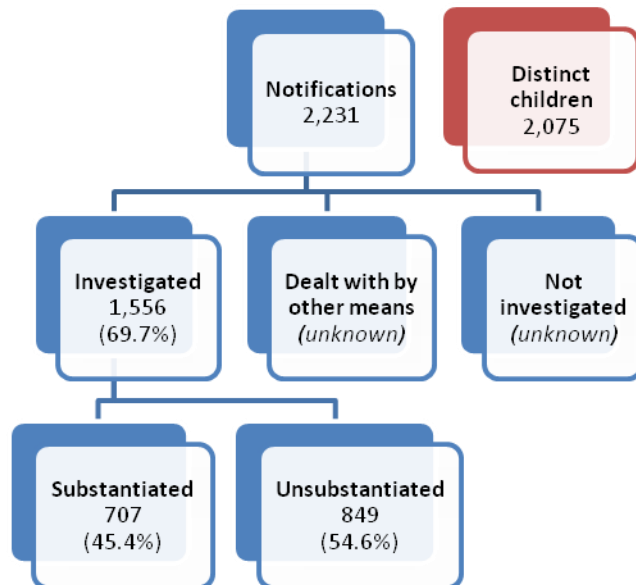 Notifications
2,231
Distinct
children
2,075
Investigated
1,556
(69.7%)
Dealt with by
other means
(unknown)
Not
investigated
(unknown)
Substantiated
707
(45.4%)
Unsubstantiated
849
(54.6%)